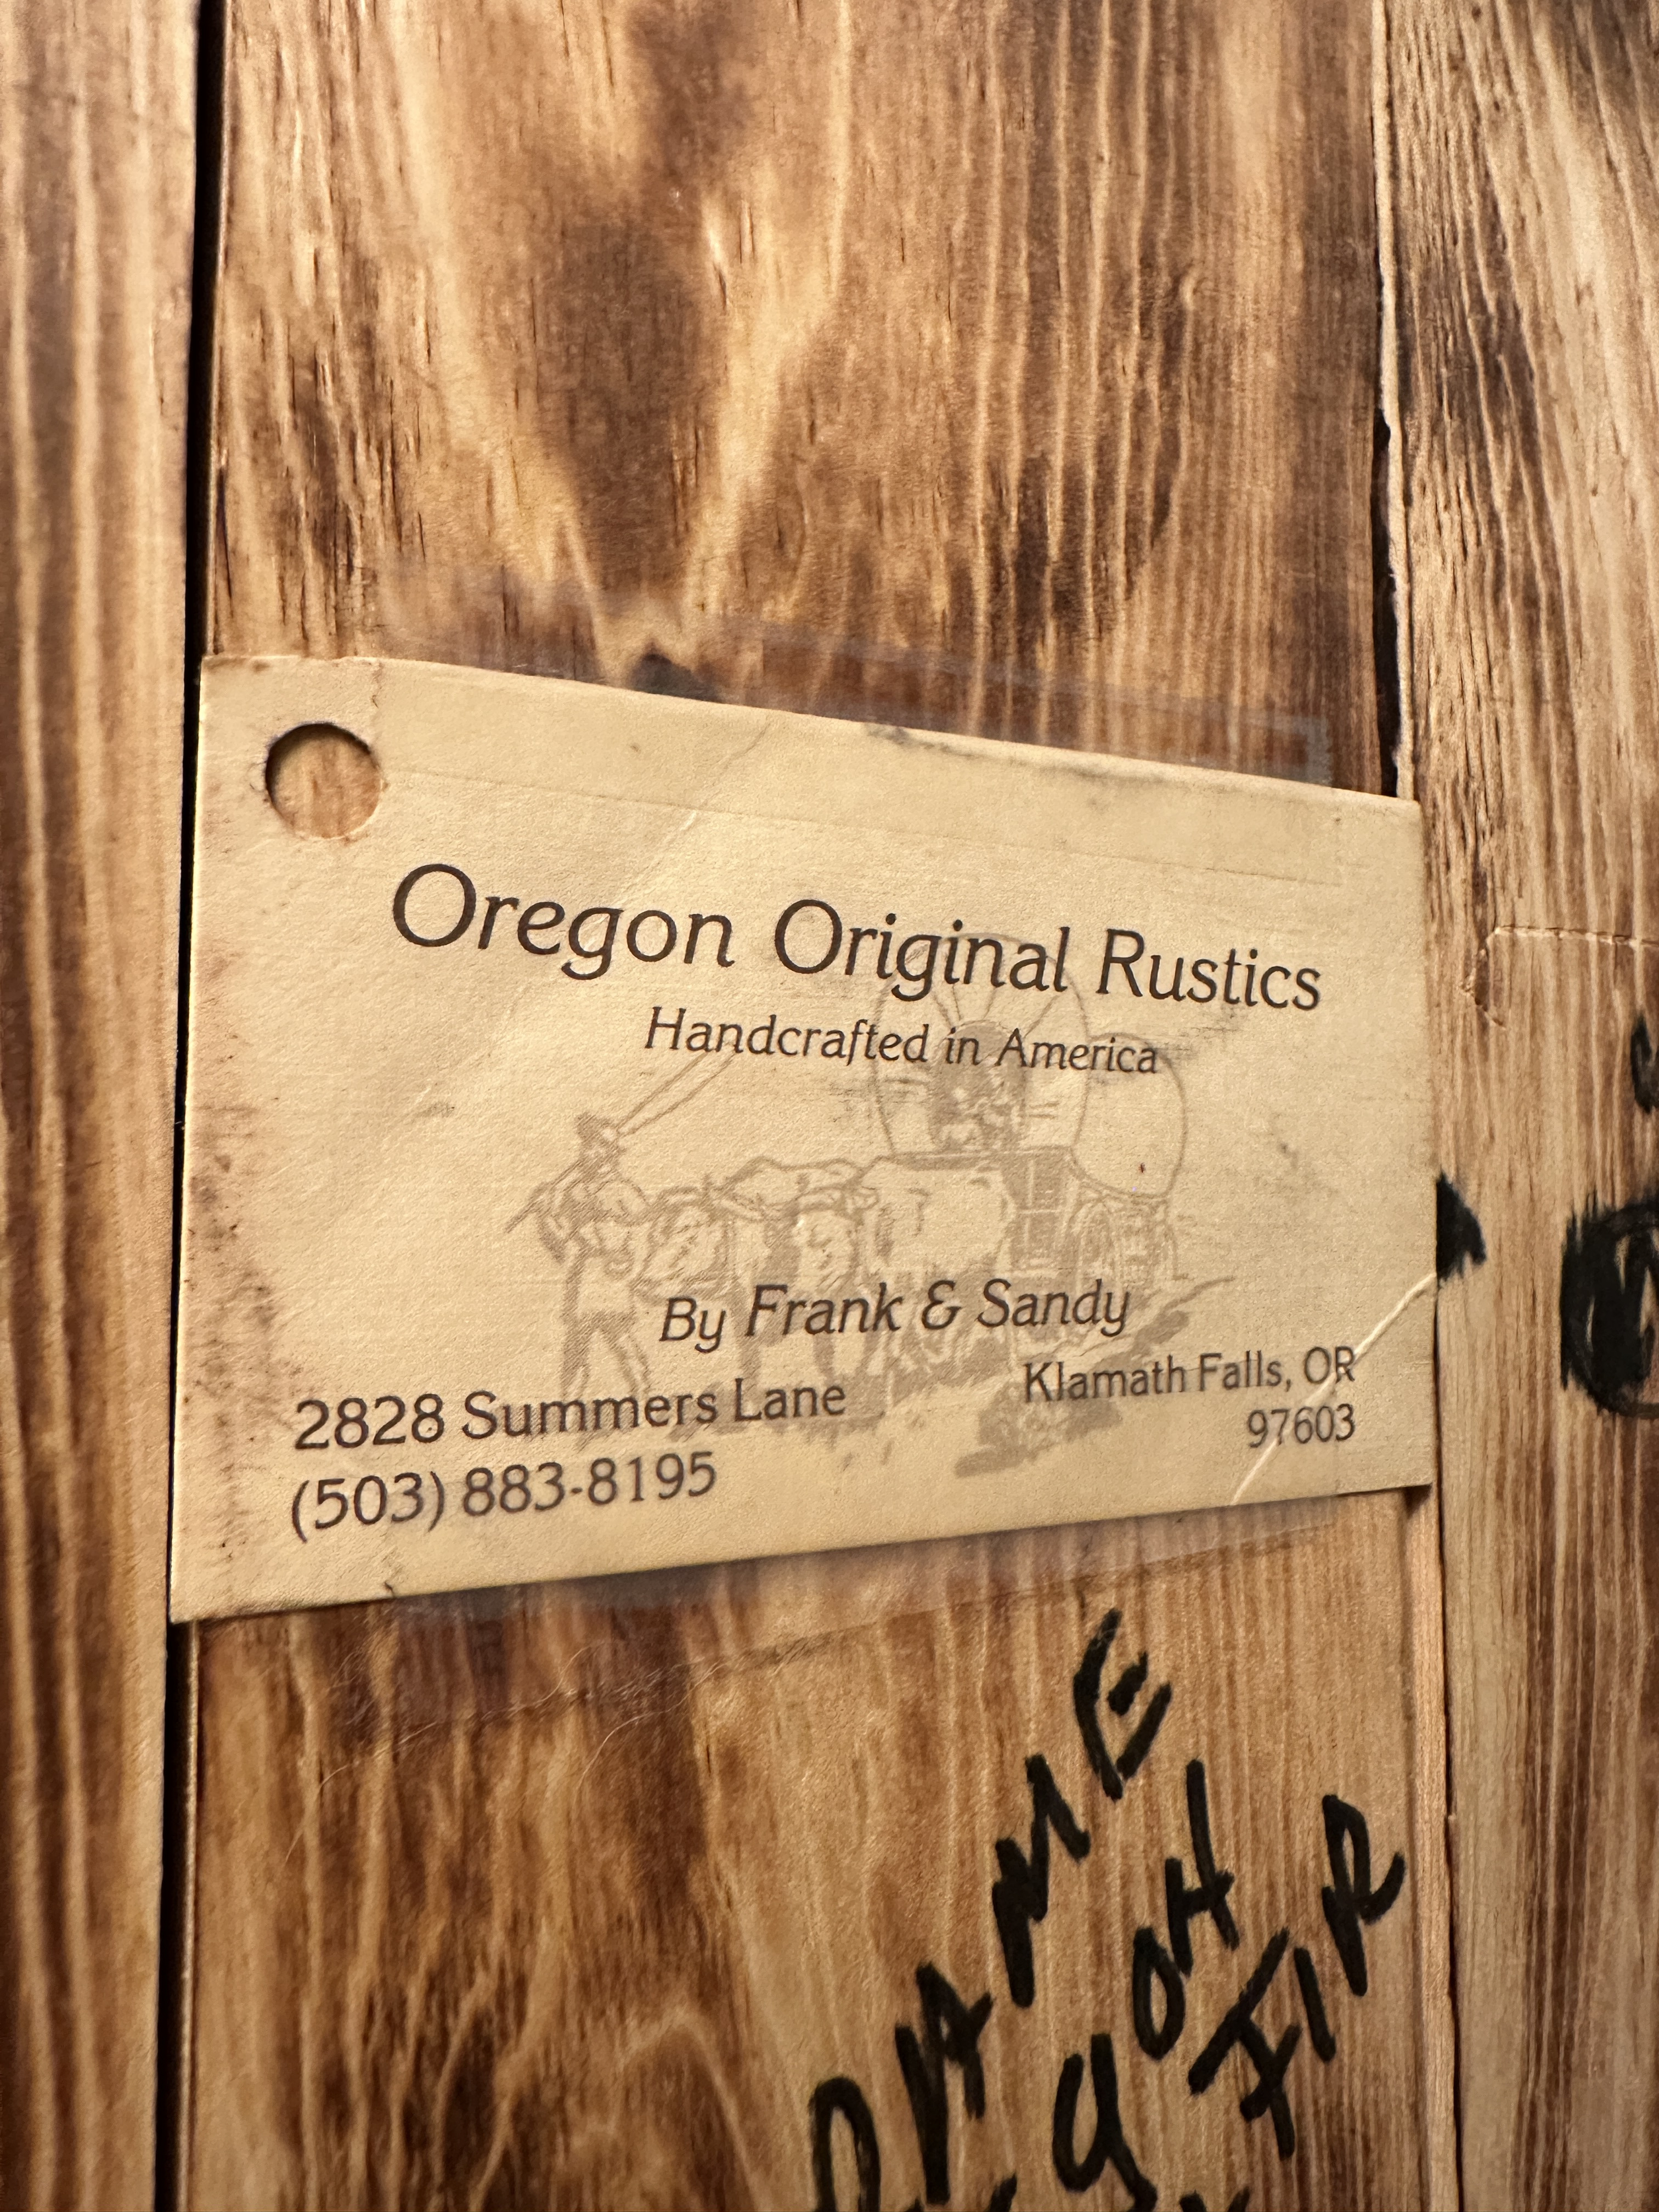 Oregon Original Rustics
Handcrafted in America
By Frank & Sandy
2828 Summers Lane
Klamath Falls, OR
(503) 883-8195
97603
FIR